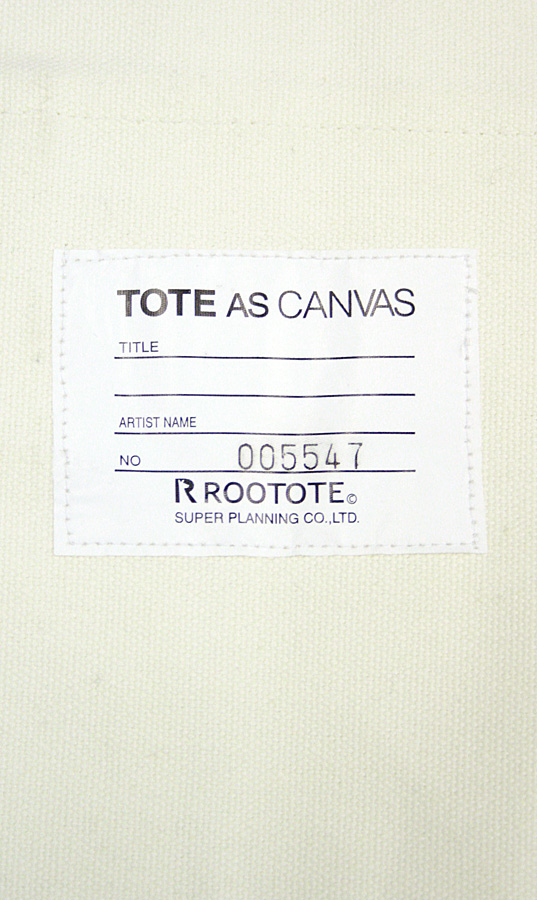 TOTE AS CANVAS
TITLE
ARTIST NAME
NO 005547
R ROOTOTE©
SUPER PLANNING CO.,LTD.